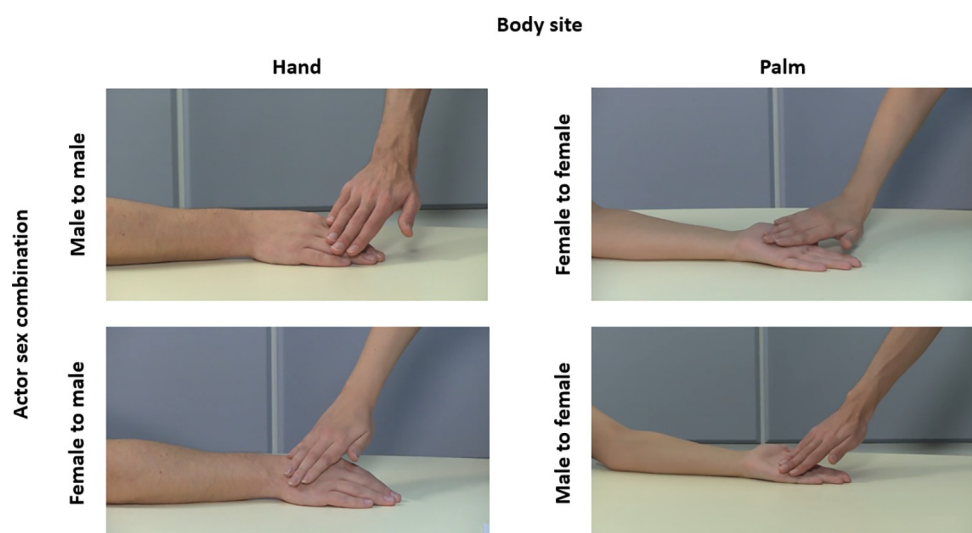 Body site
Hand
Palm
Actor sex combination
Male to male
Female to female
Female to male
Male to female